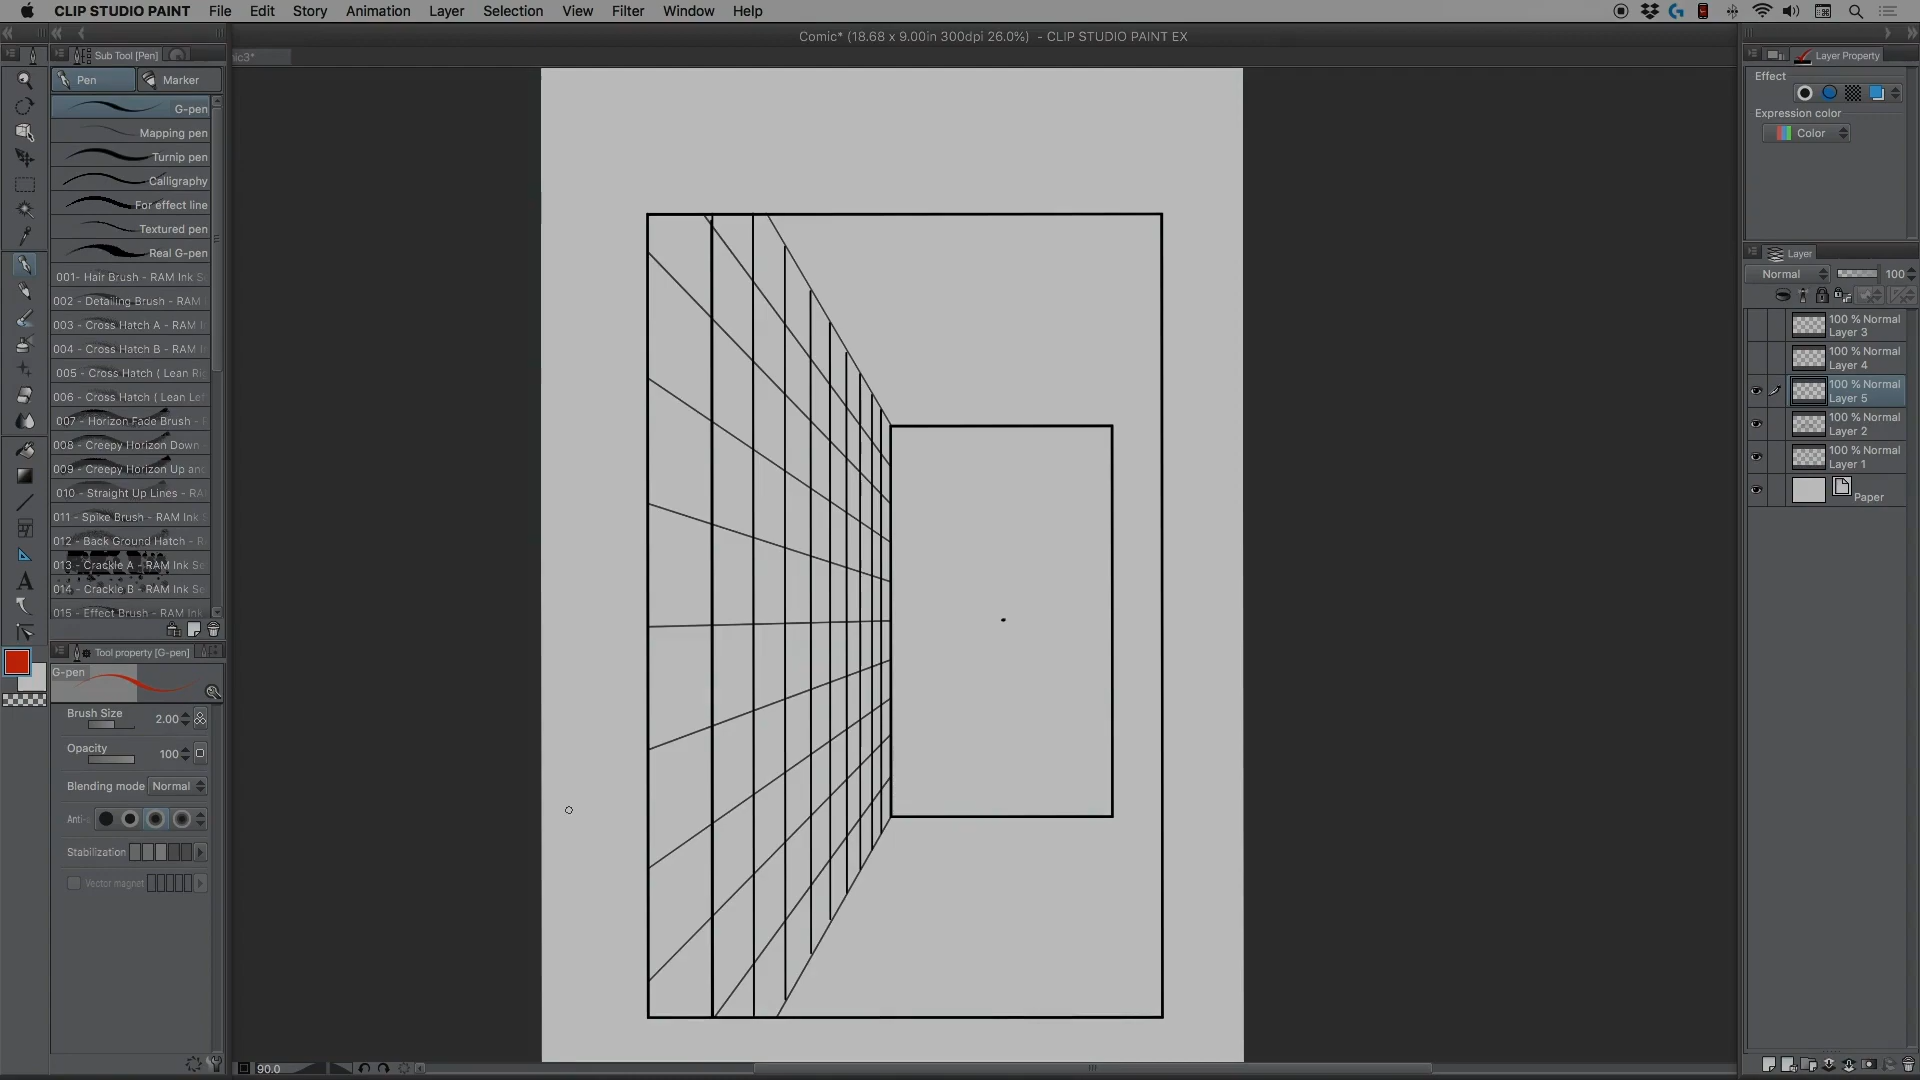 CLIP STUDIO PAINT File Edit Story Animation Layer Selection View Filter Window Help
Comic* (18.68 x 9.00in 300dpi 26.0%) - CLIP STUDIO PAINT EX
Sub Tool [Pen]
Pen
Marker
G-pen
Mapping pen
Turnip pen
Calligraphy
For effect line
Textured pen
Real G-pen
001- Hair Brush - RAM Ink S
002 - Detailing Brush - RAM
003 - Cross Hatch A - RAM I
004 - Cross Hatch B - RAM I
005 - Cross Hatch ( Lean Ri
006 - Cross Hatch ( Lean Le
007 - Horizon Fade Brush -
008 - Creepy Horizon Down
009 - Creepy Horizon Up an
010 - Straight Up Lines - RA
011 - Spike Brush - RAM Ink
012 - Back Ground Hatch - R
013 - Crackle A - RAM Ink Se
014 - Crackle B - RAM Ink Se
015 - Effect Brush - RAM Ink
Tool property [G-pen]
G-pen
Brush Size 2.00
Opacity 100
Blending mode Normal
Anti-
Stabilization
Vector magnet
90.0
Layer Property
Effect
Expression color
Color
Layer
Normal 100
100 % Normal
Layer 3
100 % Normal
Layer 4
100 % Normal
Layer 5
100 % Normal
Layer 2
100 % Normal
Layer 1
Paper